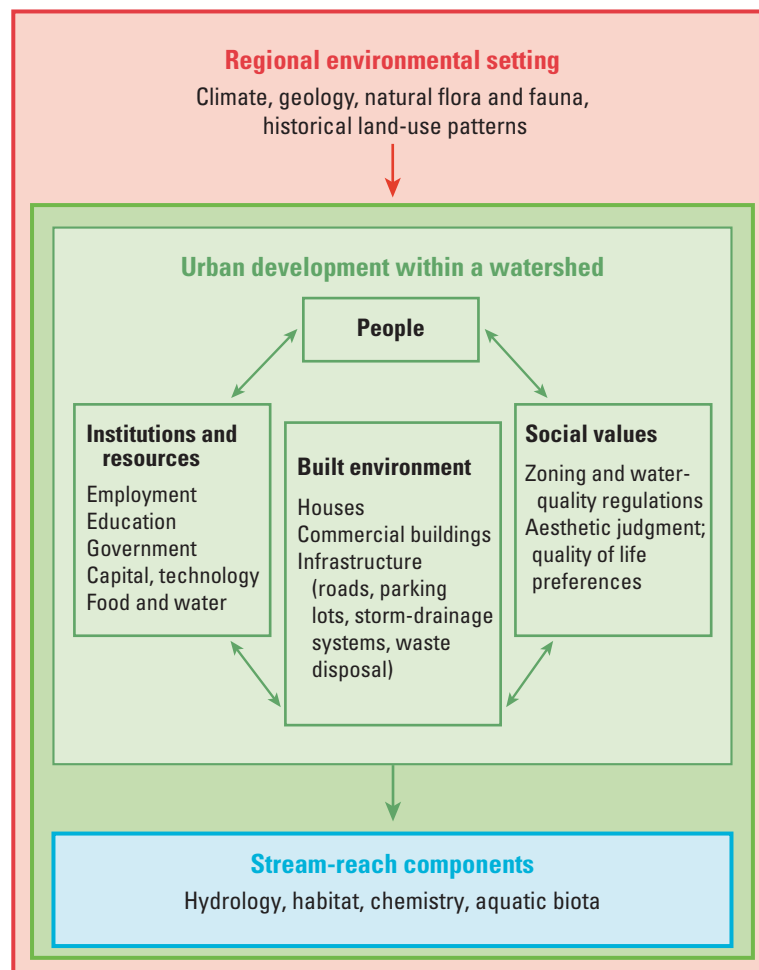 Regional environmental setting
Climate, geology, natural flora and fauna,
historical land-use patterns
Urban development within a watershed
People
Institutions and
resources
Employment
Education
Government
Capital, technology
Food and water
Built environment
Houses
Commercial buildings
Infrastructure
(roads, parking
lots, storm-drainage
systems, waste
disposal)
Social values
Zoning and water-
quality regulations
Aesthetic judgment;
quality of life
preferences
Stream-reach components
Hydrology, habitat, chemistry, aquatic biota